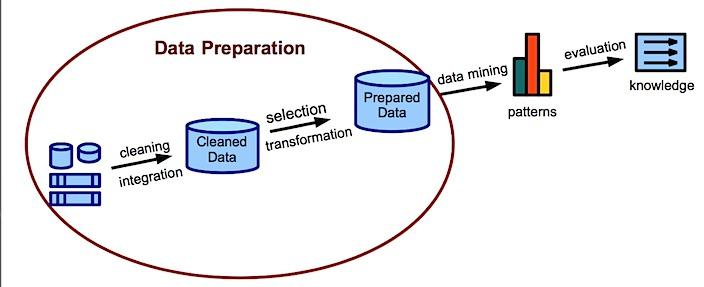 Data Preparation
cleaning
integration
Cleaned
Data
selection
transformation
Prepared
Data
data mining
patterns
evaluation
knowledge